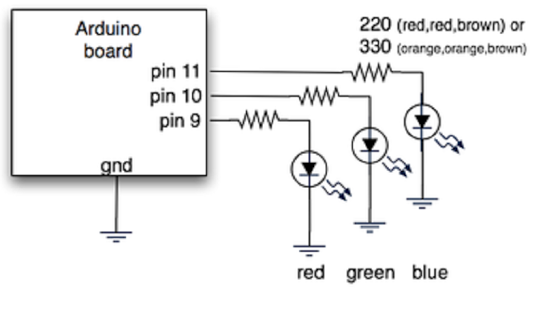 Arduino
board
220 (red,red,brown) or
330 (orange,orange,brown)
pin 11
pin 10
pin 9
gnd
red green blue